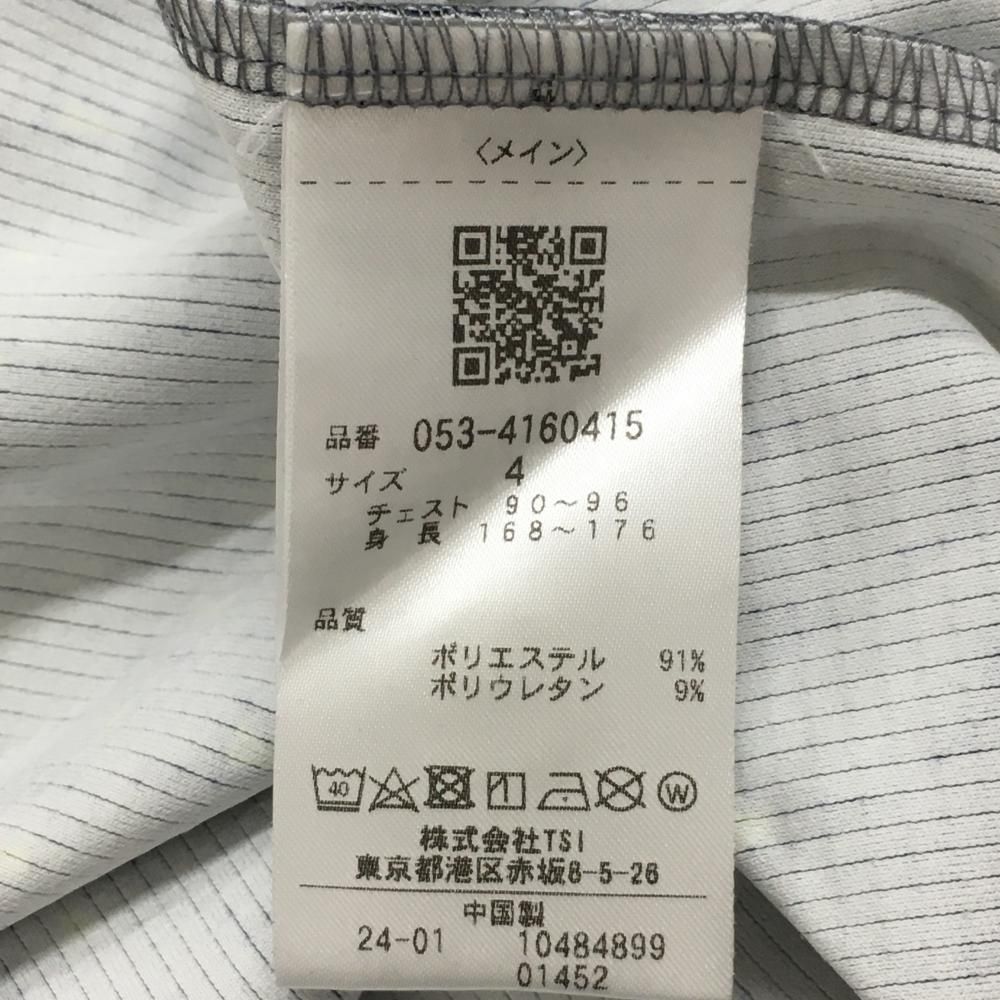 〈メイン〉
品番 053-4160415
サイズ 4
チェスト 90～96
身長 168～176
品質
ポリエステル 91%
ポリウレタン 9%
40 W
株式会社TSI
東京都港区赤坂8-5-26
中国製
24-01 10484899
01452